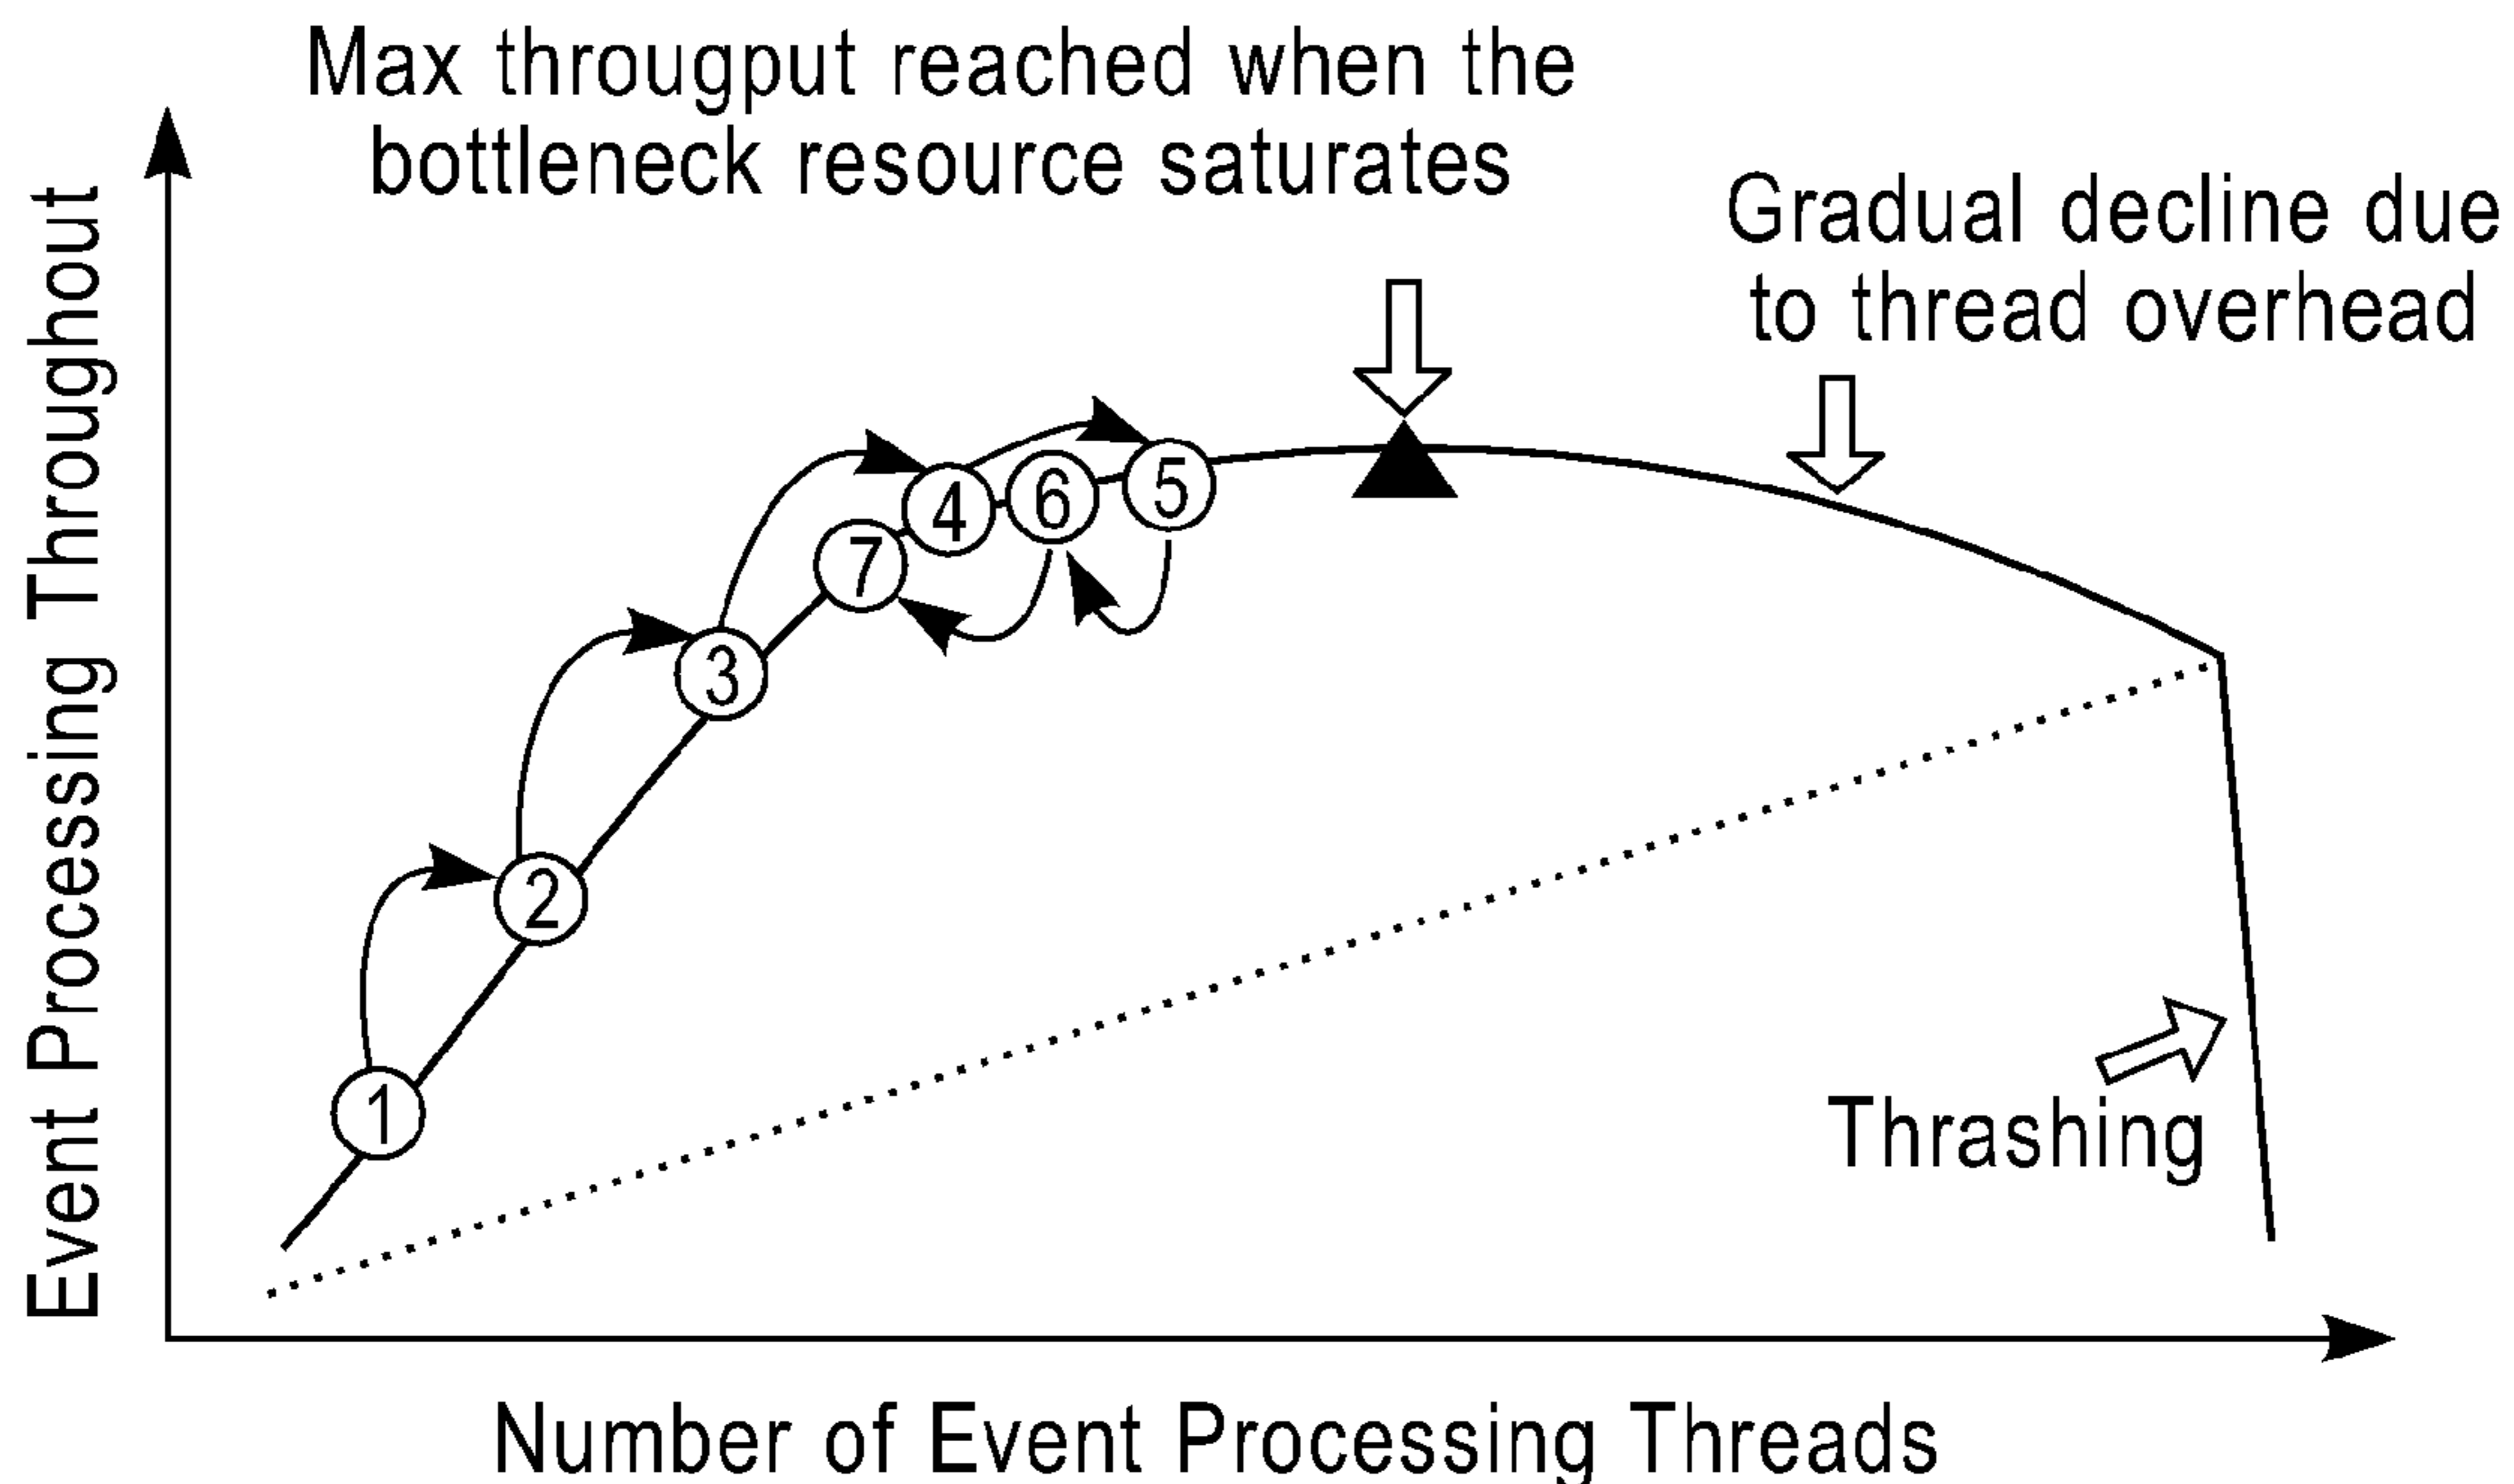 Max througput reached when the
bottleneck resource saturates
Gradual decline due
to thread overhead
Event Processing Throughout
4
6
5
7
3
2
1
Thrashing
Number of Event Processing Threads